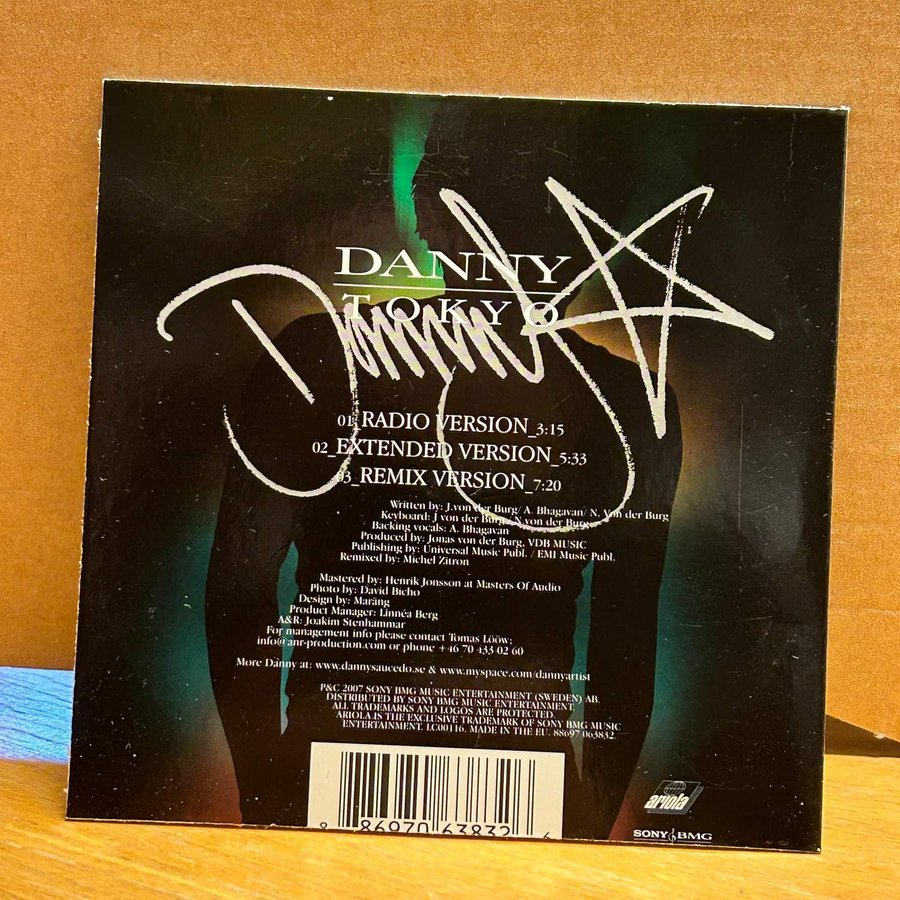 DANNY
TOKYO
Danny
01_RADIO VERSION_3:15
02_EXTENDED VERSION_5:33
03_REMIX VERSION_7:20
Written by: J.von der Burg/ A. Bhagavan/ N. Von der Burg
Keyboard: J von der Burg, N.von der Burg
Backing vocals: A. Bhagavan
Produced by: Jonas von der Burg, VDB MUSIC
Publishing by: Universal Music Publ. / EMI Music Publ.
Remixed by: Michel Zitron
Mastered by: Henrik Jonsson at Masters Of Audio
Photo by: David Bicho
Design by: Maräng
Product Manager: Linnéa Berg
A&R: Joakim Stenhammar
For management info please contact Tomas Lööw:
info@anr-production.com or phone +46 70 433 02 60
More Danny at: www.dannysaucedo.se & www.myspace.com/dannyartist
P&C 2007 SONY BMG MUSIC ENTERTAINMENT (SWEDEN) AB.
DISTRIBUTED BY SONY BMG MUSIC ENTERTAINMENT
ALL TRADEMARKS AND LOGOS ARE PROTECTED.
ARIOLA.IS THE EXCLUSIVE TRADEMARK OF SONY BMG MUSIC
ENTERTAINMENT. LC00116. MADE IN THE EU. 88697 063832
8 86970 63832 6
ariola
SONY BMG